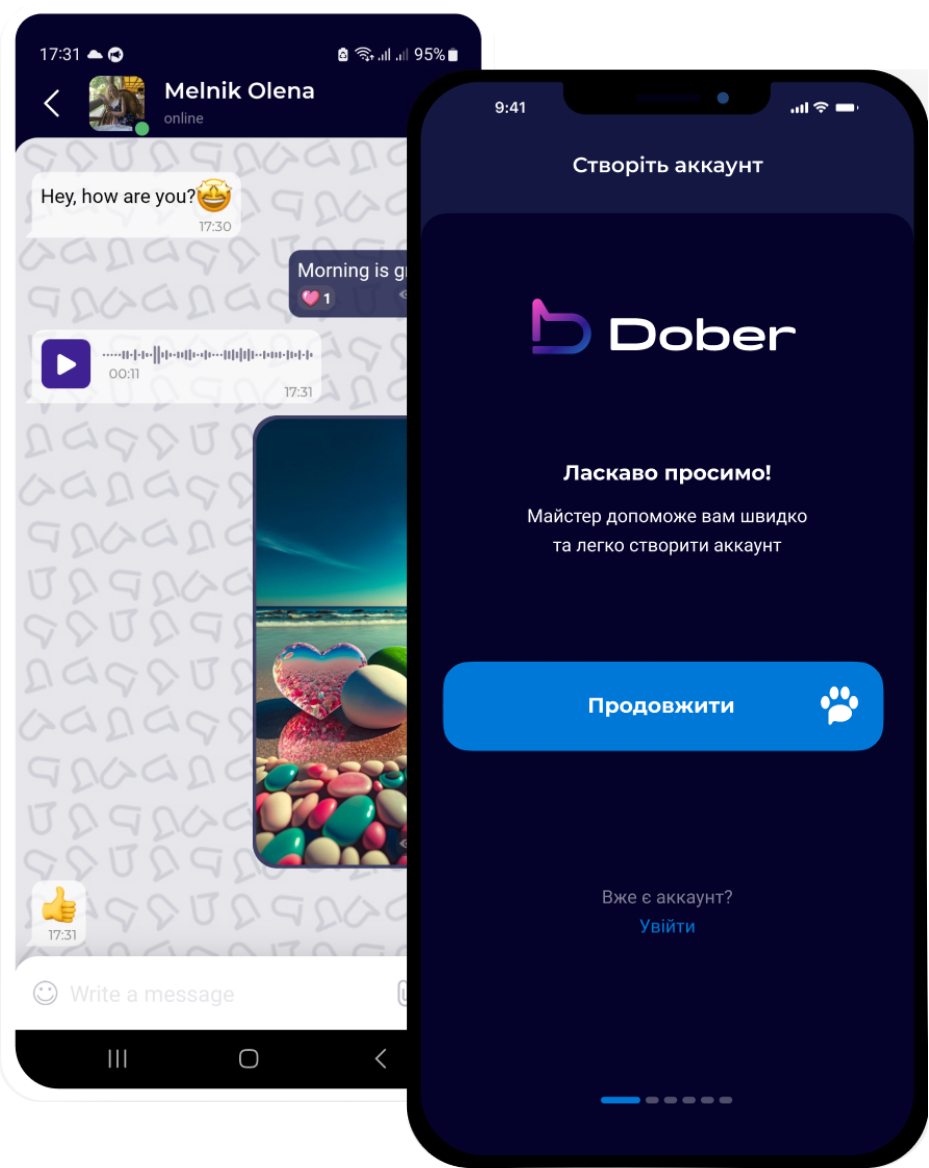 17:31
95%
Melnik Olena
online
Hey, how are you?
17:30
Morning is
1
00:11
17:31
17:31
Write a message
9:41
Створіть аккаунт
Dober
Ласкаво просимо!
Майстер допоможе вам швидко
та легко створити аккаунт
Продовжити
Вже є аккаунт?
Увійти